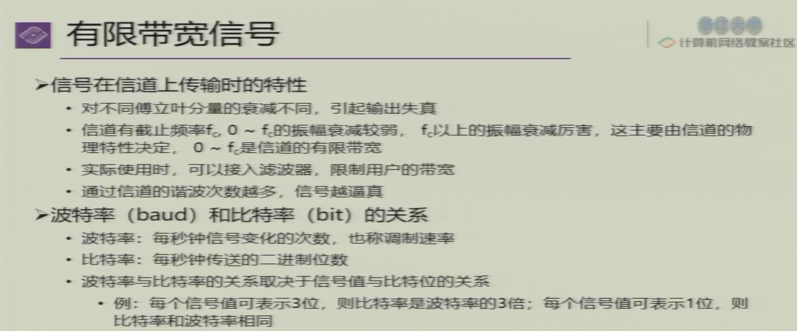 有限带宽信号
浙江大学
计算机网络教案社区
➢信号在信道上传输时的特性
• 对不同傅立叶分量的衰减不同，引起输出失真
• 信道有截止频率fc, 0 ~ fc的振幅衰减较弱， fc以上的振幅衰减厉害，这主要由信道的物
理特性决定， 0 ~ fc是信道的有限带宽
• 实际使用时，可以接入滤波器，限制用户的带宽
• 通过信道的谐波次数越多，信号越逼真
➢波特率（baud）和比特率（bit）的关系
• 波特率：每秒钟信号变化的次数，也称调制速率
• 比特率：每秒钟传送的二进制位数
• 波特率与比特率的关系取决于信号值与比特位的关系
• 例：每个信号值可表示3位，则比特率是波特率的3倍；每个信号值可表示1位，则
比特率和波特率相同